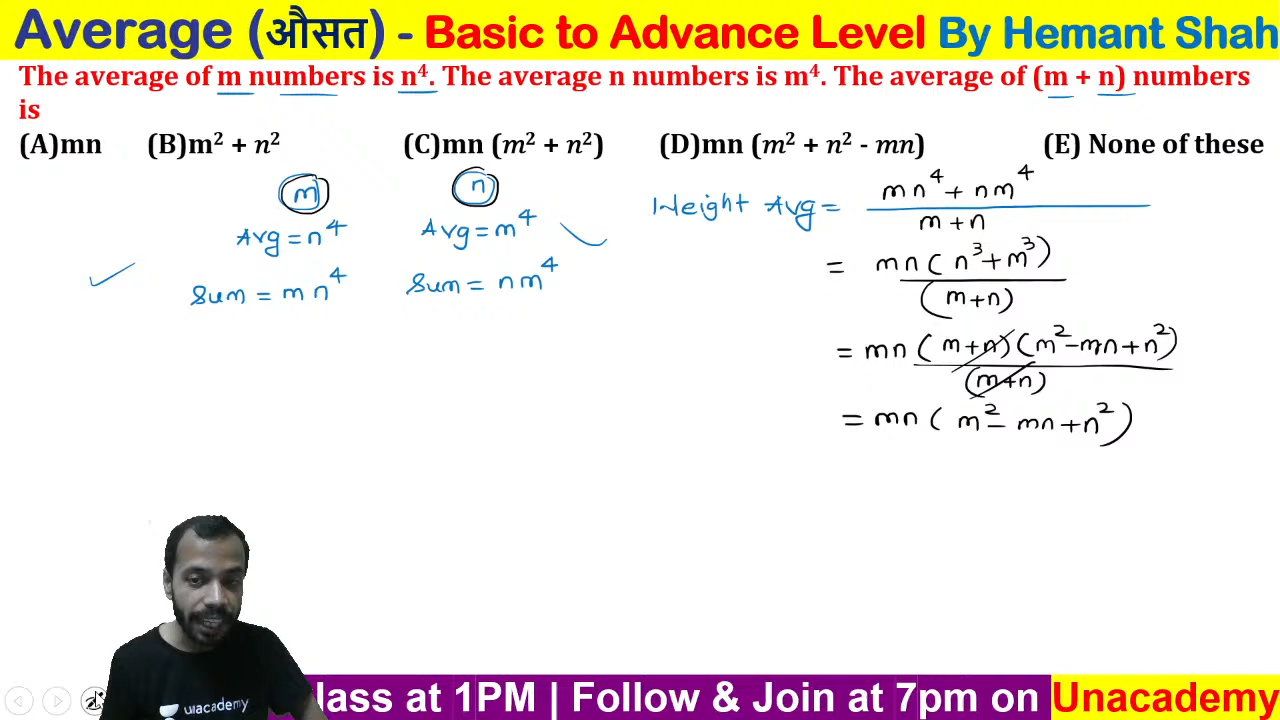 Average (औसत) - Basic to Advance Level By Hemant Shah
The average of m numbers is n⁴. The average n numbers is m⁴. The average of (m + n) numbers
is
(A)mn (B)m² + n² (C)mn (m² + n²) (D)mn (m² + n² - mn) (E) None of these
m n
Avg = n⁴ Avg = m⁴
Sum = mn⁴ Sum = nm⁴
Weight Avg = mn⁴ + nm⁴
m + n
= mn ( n³ + m³ )
(m + n)
= mn ( m + n ) ( m² - mn + n² )
(m + n)
= mn ( m² - mn + n² )
unacademy
lass at 1PM | Follow & Join at 7pm on Unacademy